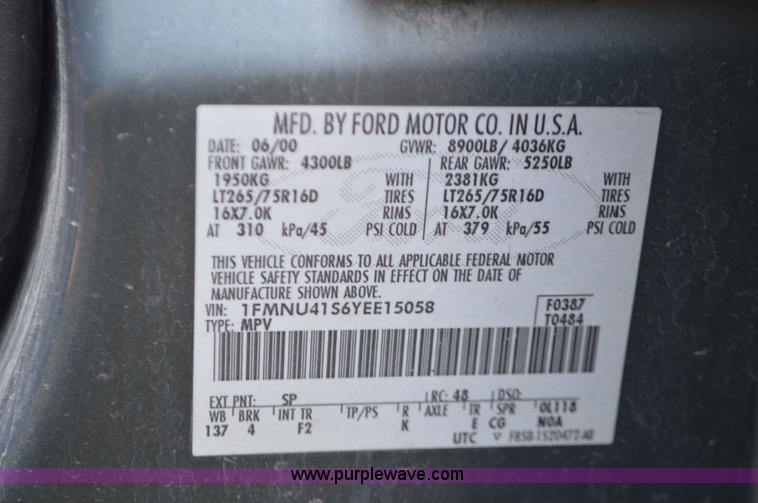 MFD. BY FORD MOTOR CO. IN U.S.A.
DATE: 06/00 GVWR: 8900LB/ 4036KG
FRONT GAWR: 4300LB REAR GAWR: 5250LB
1950KG WITH 2381KG WITH
LT265/75R16D TIRES LT265/75R16D TIRES
16X7.0K RIMS 16X7.0K RIMS
AT 310 kPa/45 PSI COLD AT 379 kPa/55 PSI COLD
THIS VEHICLE CONFORMS TO ALL APPLICABLE FEDERAL MOTOR
VEHICLE SAFETY STANDARDS IN EFFECT ON THE DATE OF
MANUFACTURE SHOWN ABOVE.
VIN: 1FMNU41S6YEE15058 F0387
TYPE: MPV T0484
EXT PNT: SP RC: 48 DSO:
WB BRK INT TR TP/PS R AXLE TR SPR 0L118
137 4 F2 K E CG NOA
UTC F85B-1520472-AB
www.purplewave.com